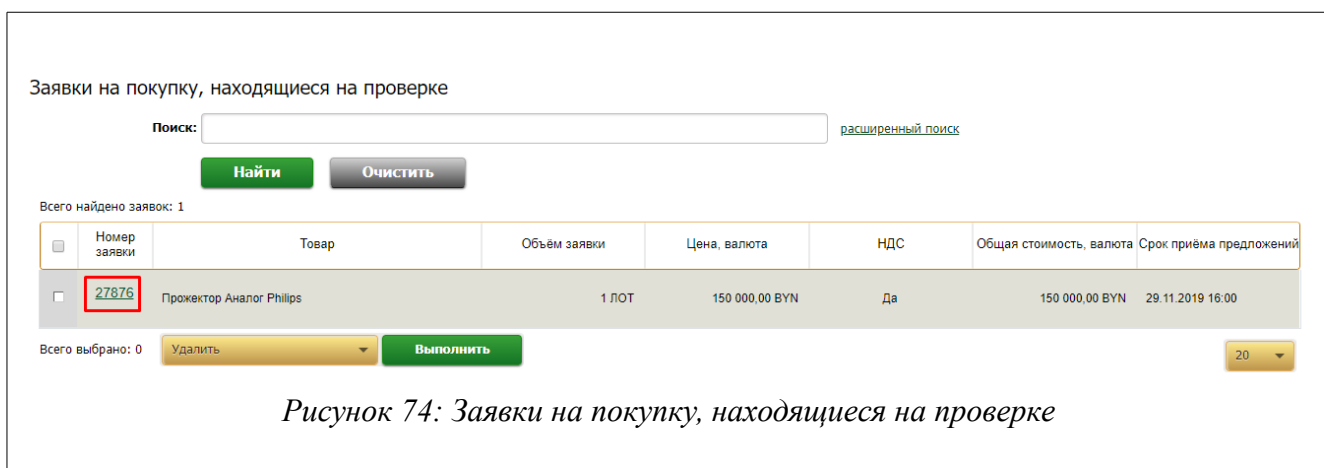 Заявки на покупку, находящиеся на проверке
Поиск: расширенный поиск
Найти Очистить
Всего найдено заявок: 1
Номер заявки Товар Объём заявки Цена, валюта НДС Общая стоимость, валюта Срок приёма предложений
27876 Прожектор Аналог Philips 1 ЛОТ 150 000,00 BYN Да 150 000,00 BYN 29.11.2019 16:00
Всего выбрано: 0 Удалить Выполнить 20
Рисунок 74: Заявки на покупку, находящиеся на проверке